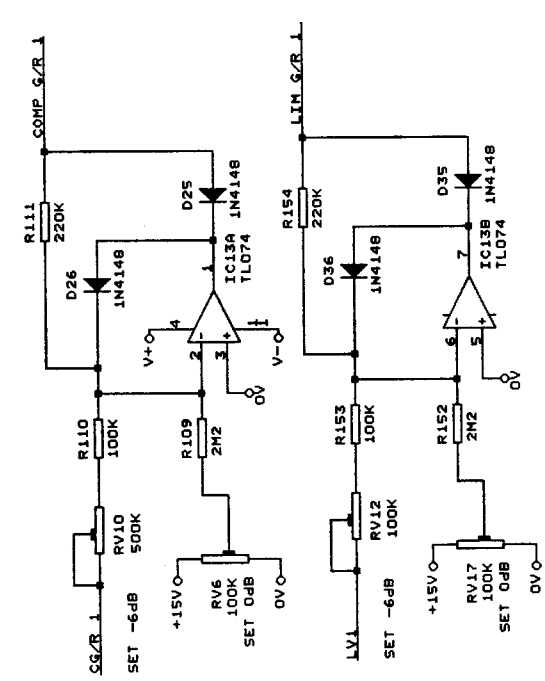 COMP G/R 1
R111
220K
D26
1N4148
D25
1N4148
V+
4
1
IC13A
TL074
2
-
3
+
11
V-
0V
R110
100K
R109
2M2
RV10
500K
CG/R 1
SET -6dB
+15V
RV6
100K
SET 0dB
0V
LIM G/R 1
R154
220K
D36
1N4148
D35
1N4148
7
IC13B
TL074
6
-
5
+
0V
R153
100K
R152
2M2
RV12
100K
LV1
SET -6dB
+15V
RV17
100K
SET 0dB
0V